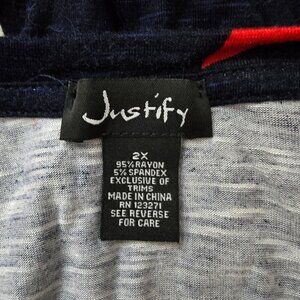 Justify
2X
95% RAYON
5% SPANDEX
EXCLUSIVE OF
TRIMS
MADE IN CHINA
RN 123271
SEE REVERSE
FOR CARE